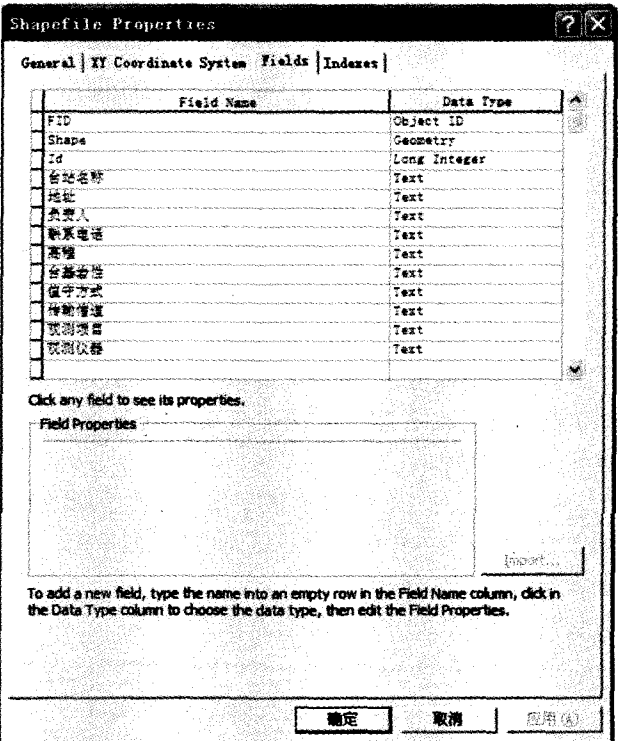 Shapefile Properties
General XY Coordinate System Fields Indexes
Field Name Data Type
FID Object ID
Shape Geometry
Id Long Integer
台站名称 Text
地址 Text
负责人 Text
联系电话 Text
高程 Text
台基岩性 Text
值守方式 Text
传输信道 Text
观测项目 Text
观测仪器 Text
Click any field to see its properties.
Field Properties
Import...
To add a new field, type the name into an empty row in the Field Name column, click in
the Data Type column to choose the data type, then edit the Field Properties.
确定 取消 应用(A)